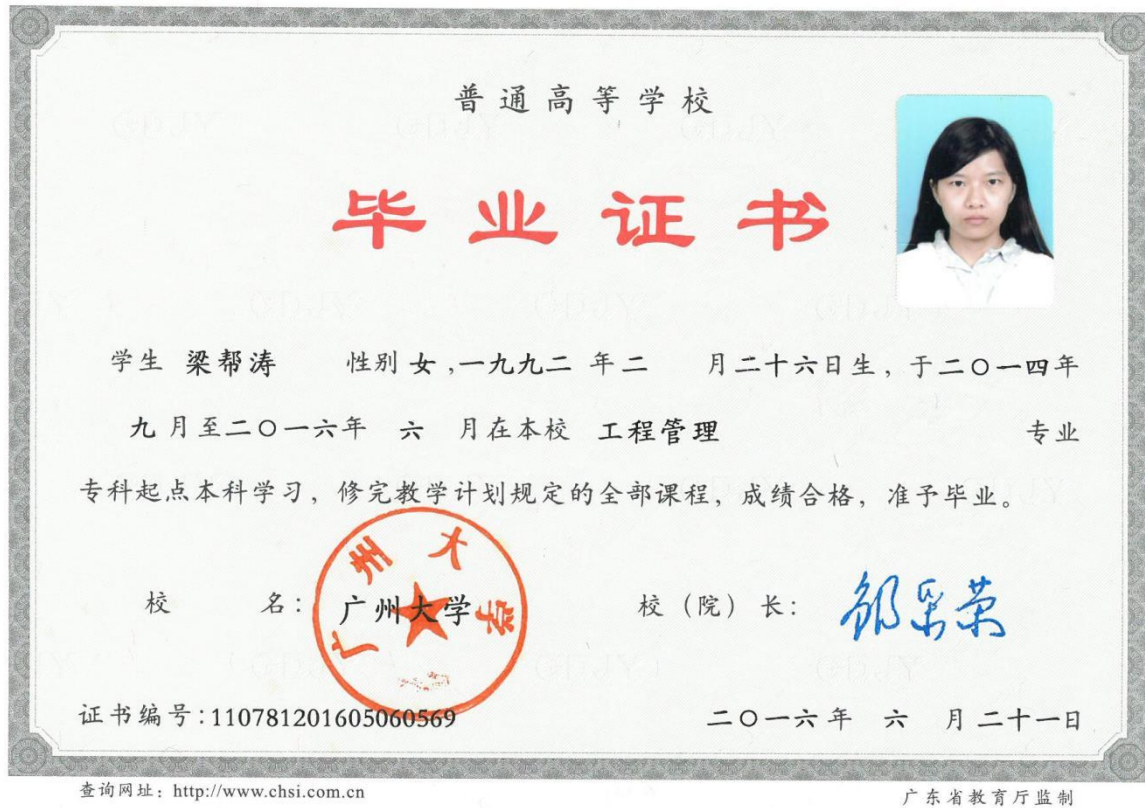 普通高等学校
毕业证书
学生 梁帮涛 性别 女 ,一九九二 年 二 月 二十六日生, 于二〇一四年
九 月至二〇一六年 六 月在本校 工程管理 专业
专科起点本科学习, 修完教学计划规定的全部课程, 成绩合格, 准予毕业。
广州大学
校 名: 广州大学 校 (院) 长:
证书编号:110781201605060569 二〇一六年 六 月 二十一日
查询网址: http://www.chsi.com.cn 广东省教育厅监制